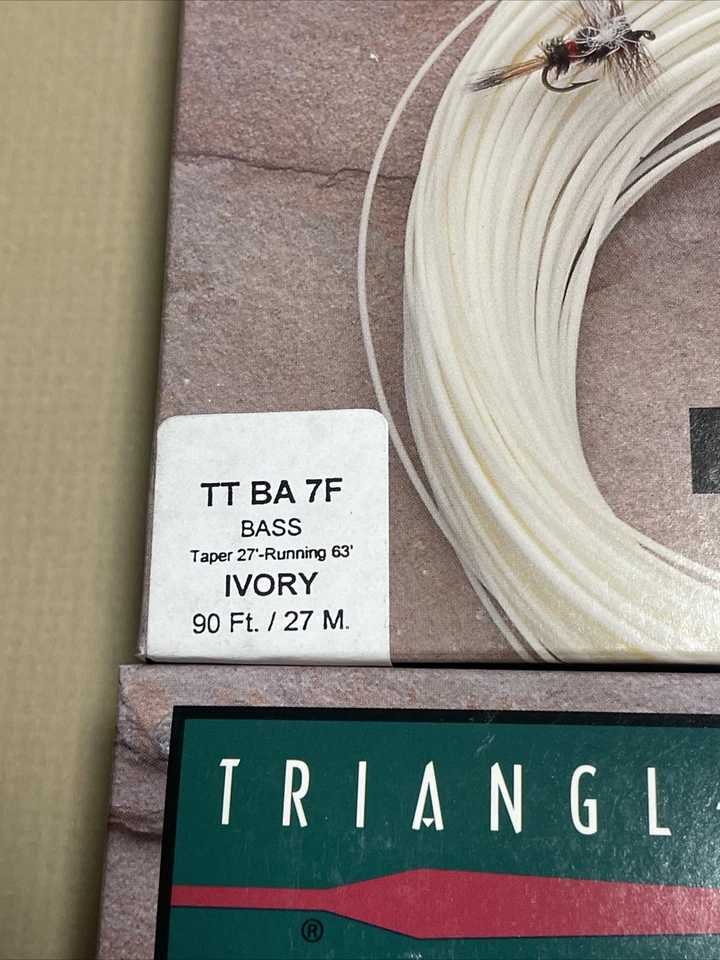 TT BA 7F
BASS
Taper 27'-Running 63'
IVORY
90 Ft. / 27 M.
TRIANGL
®